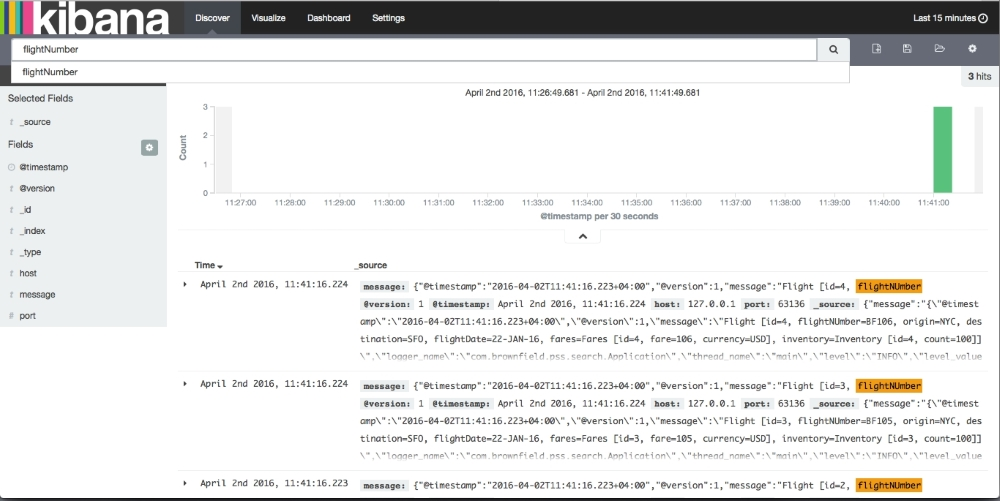 kibana Discover Visualize Dashboard Settings Last 15 minutes
flightNumber
flightNumber
3 hits
Selected Fields
t _source
Fields
@timestamp
t @version
t _id
t _index
t _type
t host
t message
# port
April 2nd 2016, 11:26:49.681 - April 2nd 2016, 11:41:49.681
Count
3
2
1
0
11:27:00 11:28:00 11:29:00 11:30:00 11:31:00 11:32:00 11:33:00 11:34:00 11:35:00 11:36:00 11:37:00 11:38:00 11:39:00 11:40:00 11:41:00
@timestamp per 30 seconds
Time _source
April 2nd 2016, 11:41:16.224 message: {"@timestamp":"2016-04-02T11:41:16.223+04:00","@version":1,"message":"Flight [id=4, flightNUmber
@version: 1 @timestamp: April 2nd 2016, 11:41:16.224 host: 127.0.0.1 port: 63136 _source: {"message":"{\"@timest
amp\":\"2016-04-02T11:41:16.223+04:00\",\"@version\":1,\"message\":\"Flight [id=4, flightNUmber=BF106, origin=NYC, des
tination=SFO, flightDate=22-JAN-16, fares=Fares [id=4, fare=106, currency=USD], inventory=Inventory [id=4, count=100]]
\",\"logger_name\":\"com.brownfield.pss.search.Application\",\"thread_name\":\"main\",\"level\":\"INFO\",\"level_value
April 2nd 2016, 11:41:16.224 message: {"@timestamp":"2016-04-02T11:41:16.223+04:00","@version":1,"message":"Flight [id=3, flightNUmber
@version: 1 @timestamp: April 2nd 2016, 11:41:16.224 host: 127.0.0.1 port: 63136 _source: {"message":"{\"@timest
amp\":\"2016-04-02T11:41:16.223+04:00\",\"@version\":1,\"message\":\"Flight [id=3, flightNUmber=BF105, origin=NYC, des
tination=SFO, flightDate=22-JAN-16, fares=Fares [id=3, fare=105, currency=USD], inventory=Inventory [id=3, count=100]]
\",\"logger_name\":\"com.brownfield.pss.search.Application\",\"thread_name\":\"main\",\"level\":\"INFO\",\"level_value
April 2nd 2016, 11:41:16.223 message: {"@timestamp":"2016-04-02T11:41:16.223+04:00","@version":1,"message":"Flight [id=2, flightNUmber